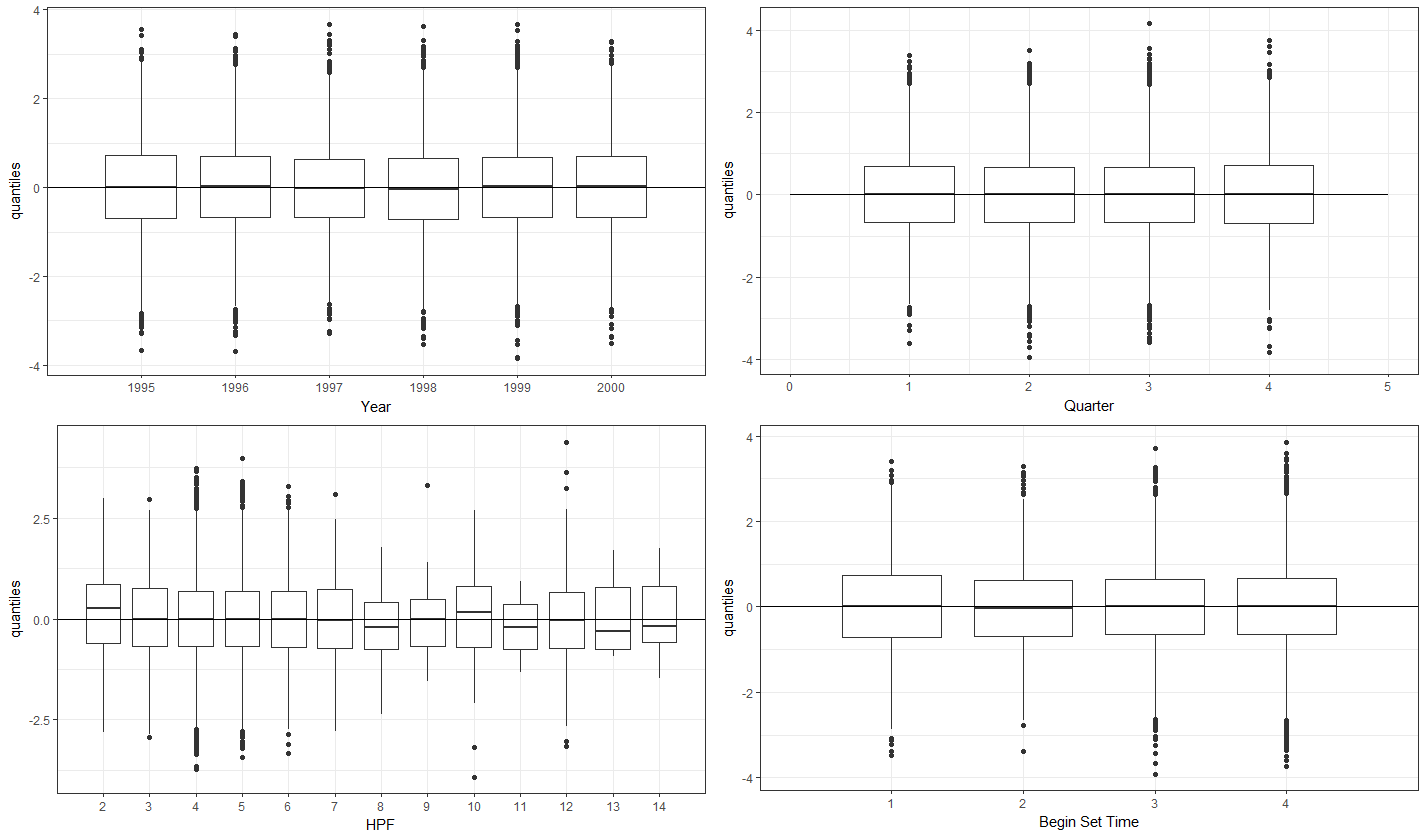 4
2
0
-2
-4
quantiles
1995 1996 1997 1998 1999 2000
Year
4
2
0
-2
-4
quantiles
0 1 2 3 4 5
Quarter
2.5
0.0
-2.5
quantiles
2 3 4 5 6 7 8 9 10 11 12 13 14
HPF
4
2
0
-2
-4
quantiles
1 2 3 4
Begin Set Time